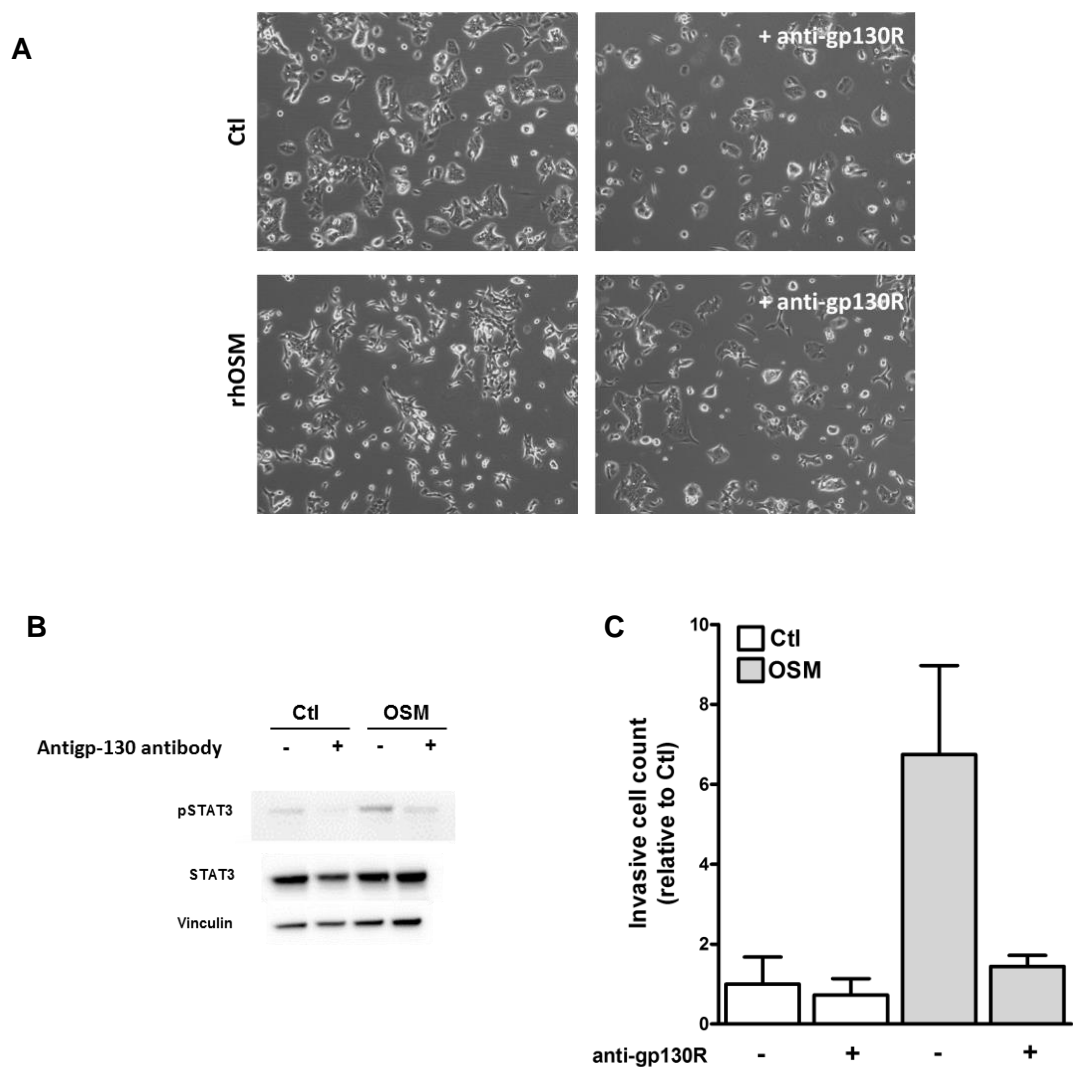 A
Ctl
+ anti-gp130R
rhOSM
+ anti-gp130R
B
Ctl OSM
Antigp-130 antibody - + - +
pSTAT3
STAT3
Vinculin
C
Ctl
OSM
Invasive cell count
(relative to Ctl)
10
8
6
4
2
0
anti-gp130R - + - +